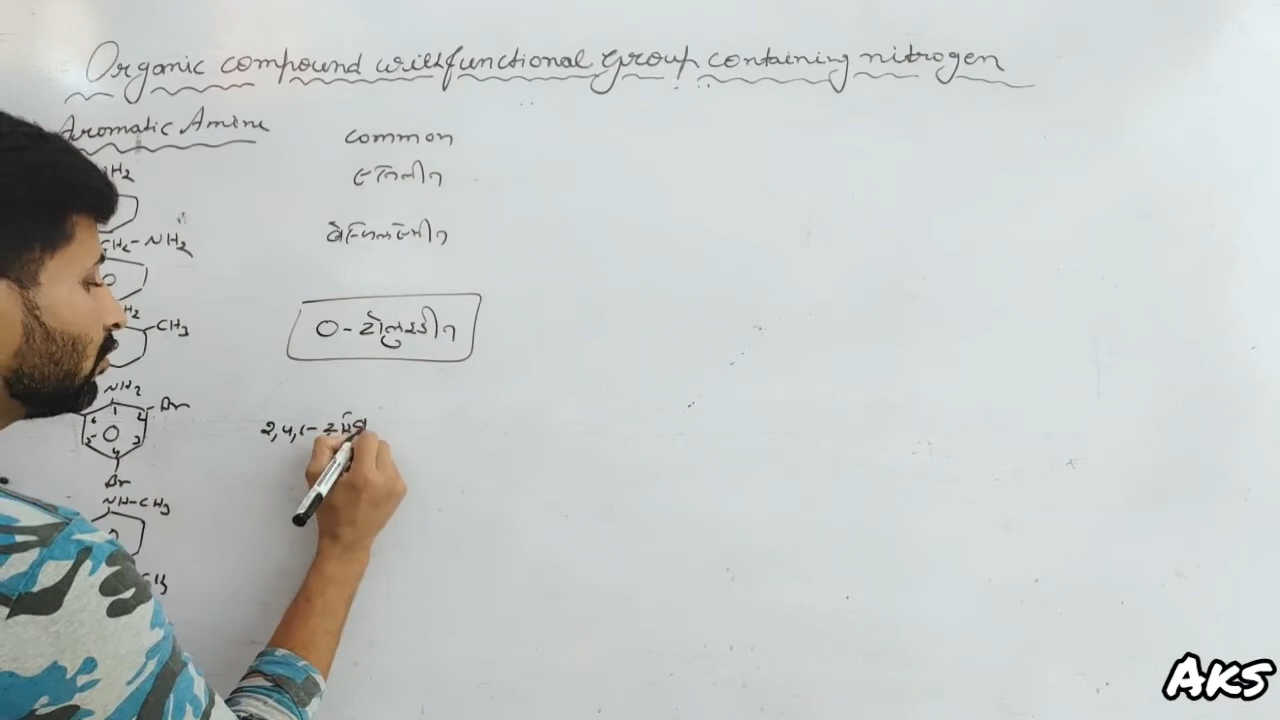 Organic compound with functional Group containing nitrogen
Aromatic Amine
common
NH2
એનિલીન
CH2-NH2
બેન્ઝિલએમીન
O
CH3
O-ટોલુઇડીન
NH2
1 2 3 4 5 6
Br
O
Br
2,4,6-ટ્રાય
NH-CH3
AKS